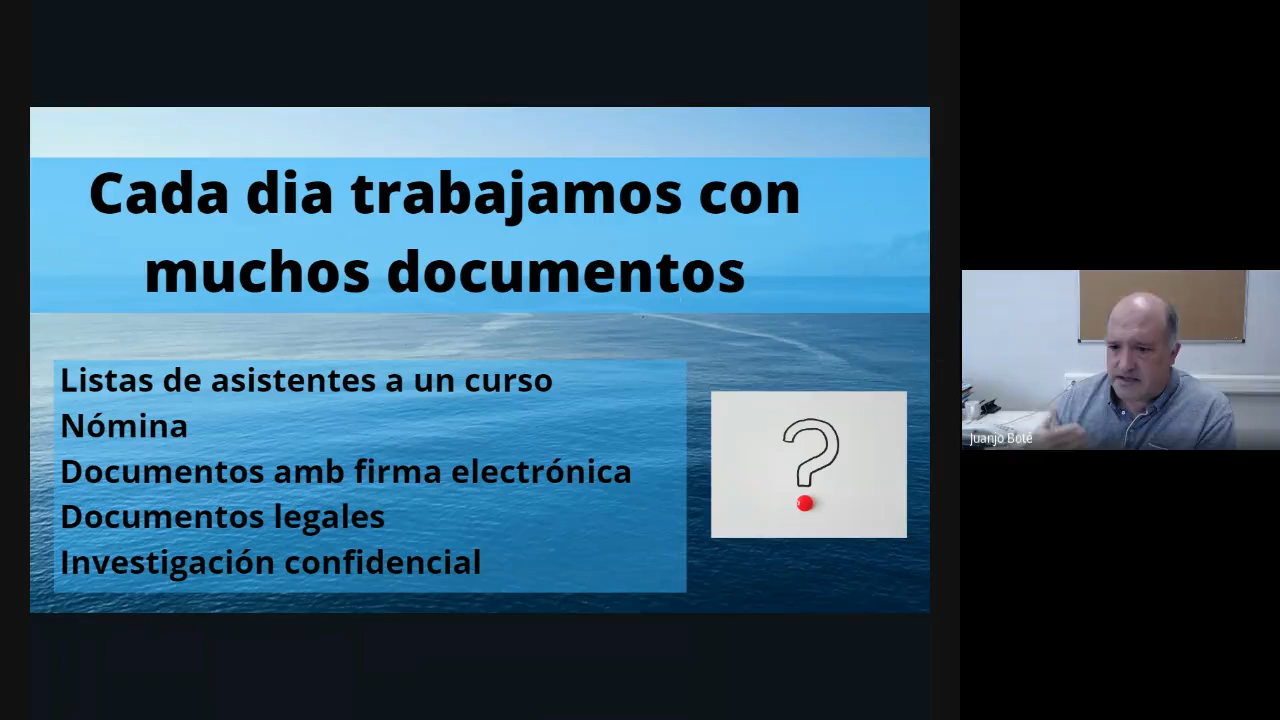 Cada dia trabajamos con
muchos documentos
Listas de asistentes a un curso
Nómina
Documentos amb firma electrónica
Documentos legales
Investigación confidencial
?
Juanjo Boté